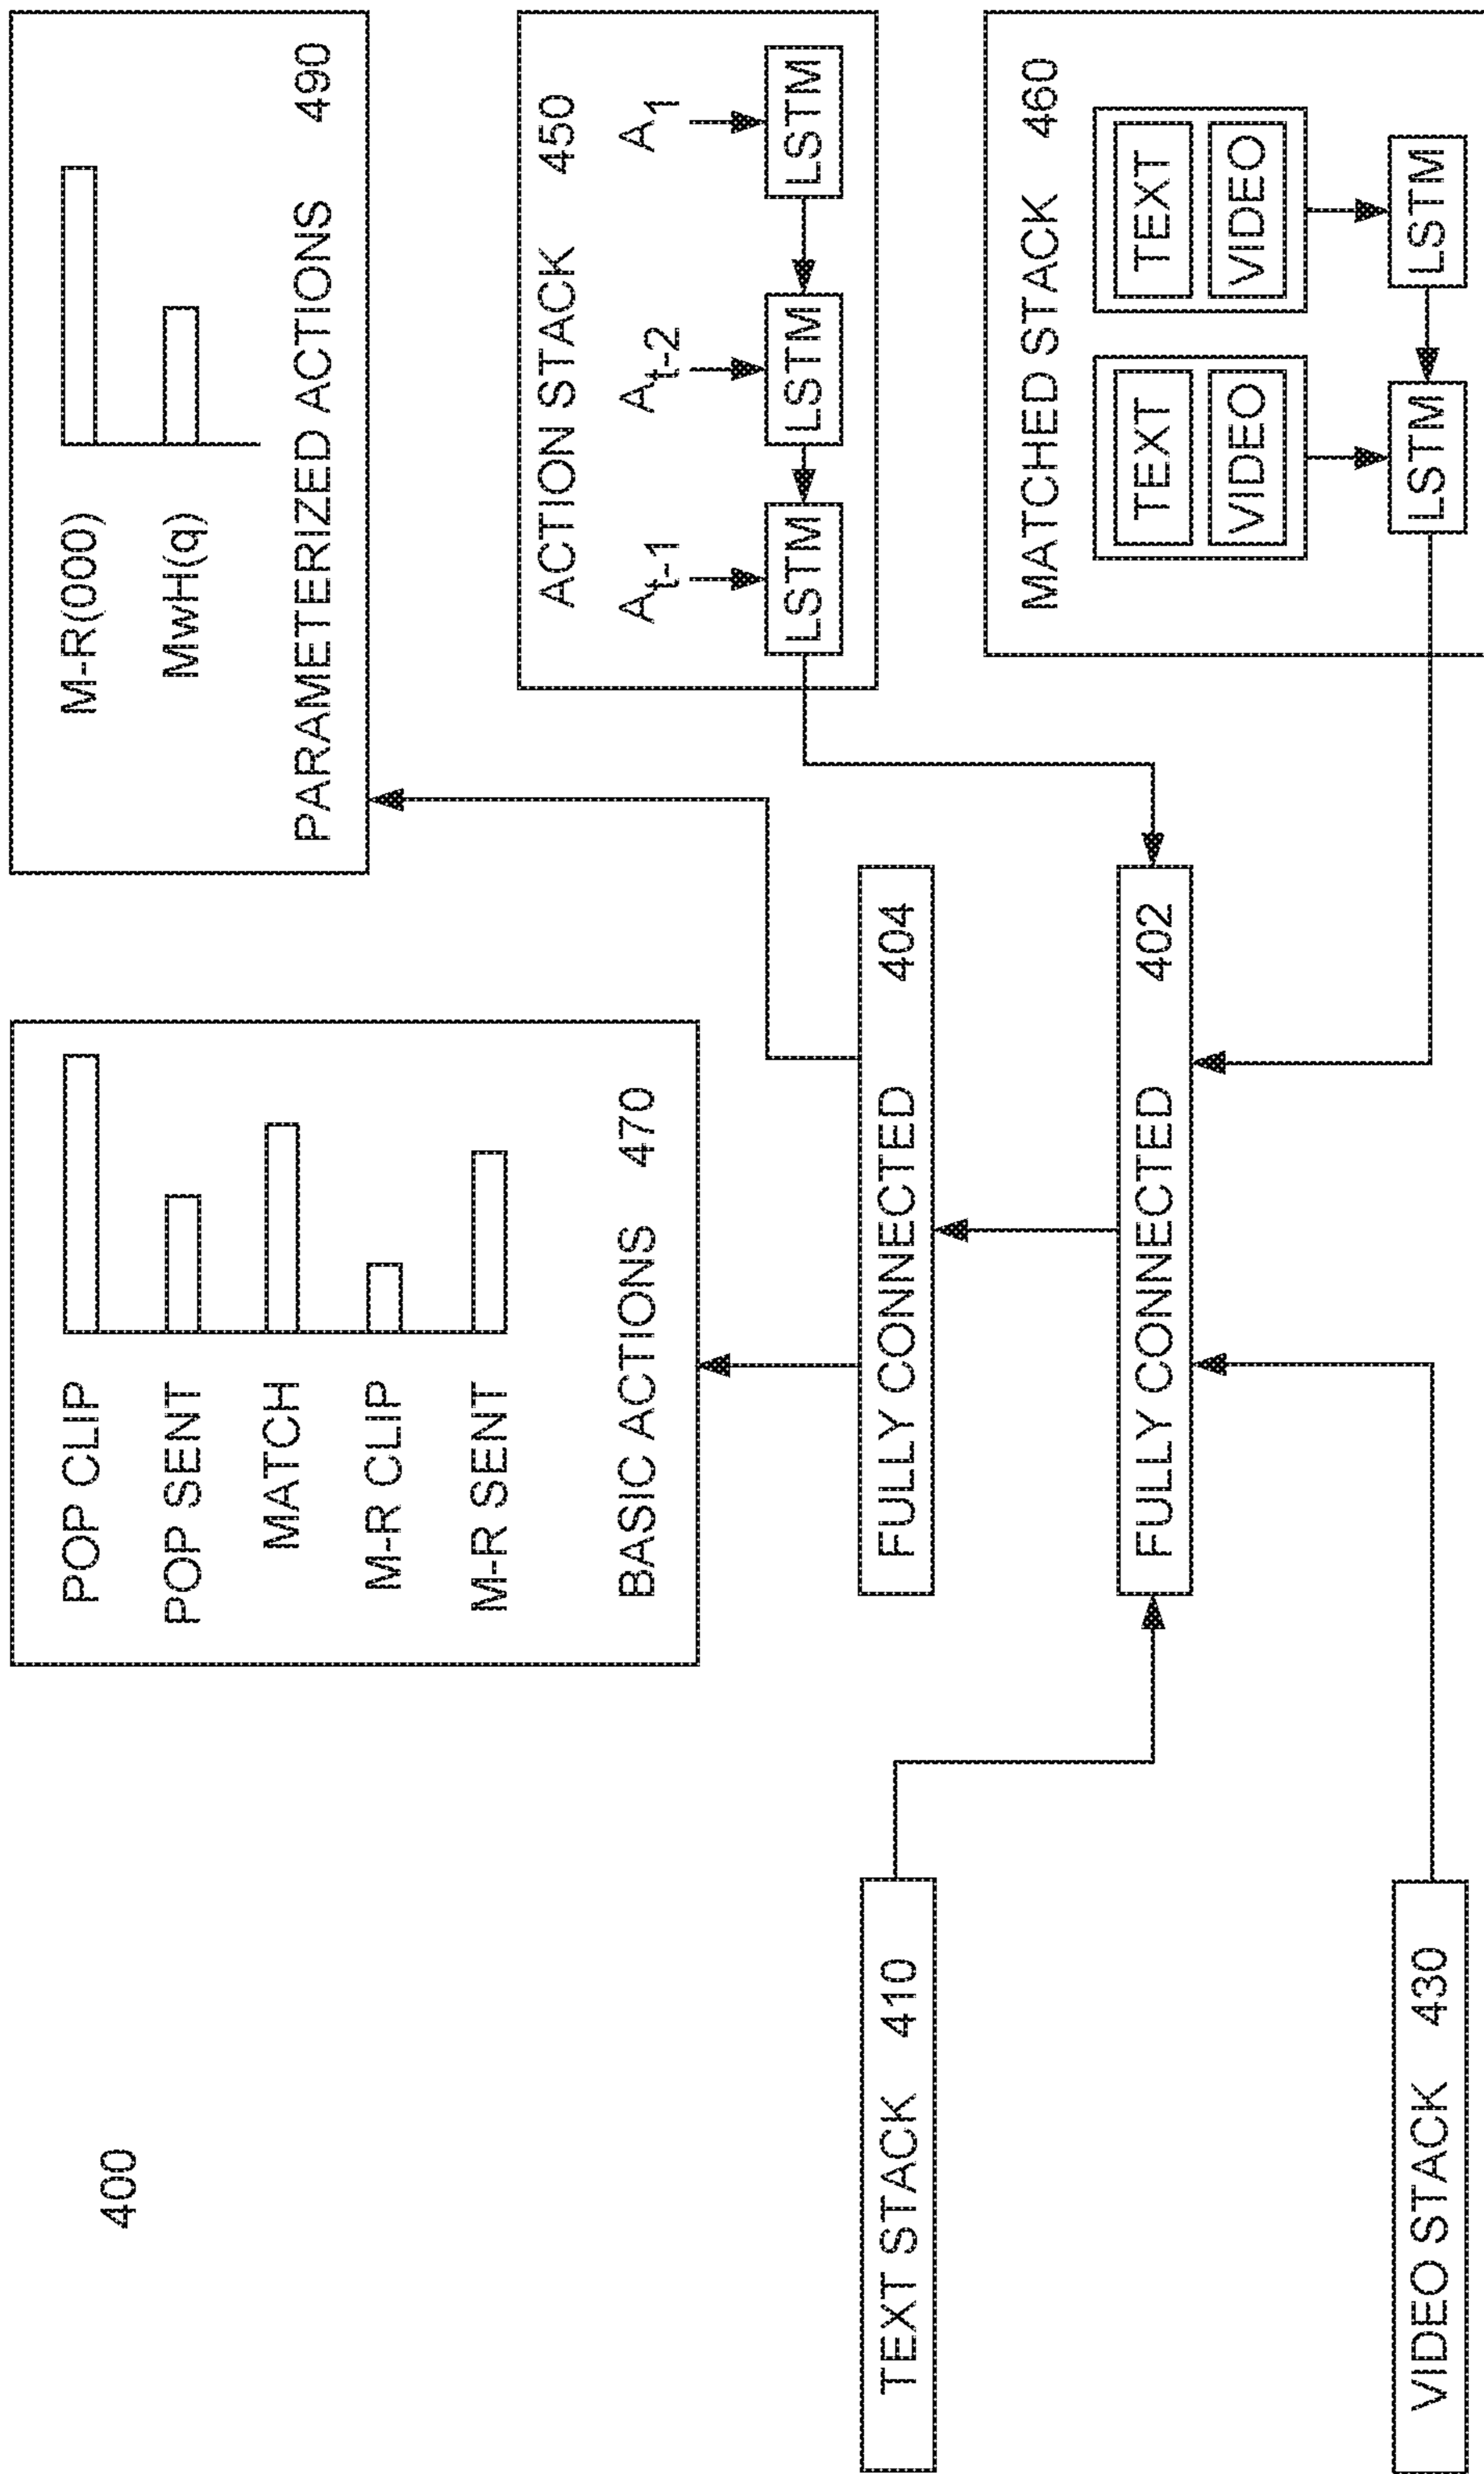 400
POP CLIP
POP SENT
MATCH
M-R CLIP
M-R SENT
BASIC ACTIONS 470
M-R(000)
MwH(q)
PARAMETERIZED ACTIONS 490
TEXT STACK 410
FULLY CONNECTED 404
FULLY CONNECTED 402
VIDEO STACK 430
ACTION STACK 450
At-1 At-2 A1
LSTM LSTM LSTM
MATCHED STACK 460
TEXT TEXT
VIDEO VIDEO
LSTM LSTM